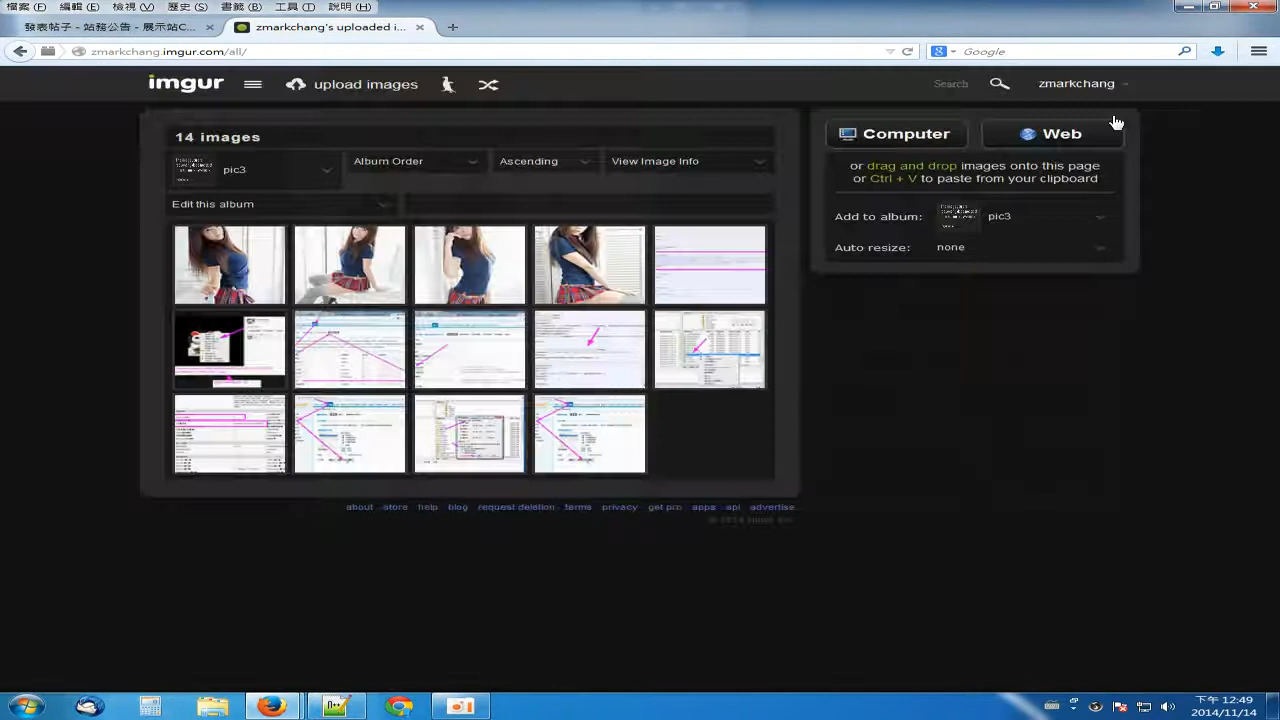 檔案(F) 編輯(E) 檢視(V) 歷史(S) 書籤(B) 工具(T) 說明(H)
發表帖子 - 站務公告 - 展示站C... × zmarkchang's uploaded i... × +
zmarkchang.imgur.com/all/ Google
imgur upload images Search zmarkchang
14 images
Computer Web
pic3 Album Order Ascending View Image Info
or drag and drop images onto this page
or Ctrl + V to paste from your clipboard
Edit this album
Add to album: pic3
Auto resize: none
about store help blog request deletion terms privacy get pro apps api advertise
下午 12:49
2014/11/14